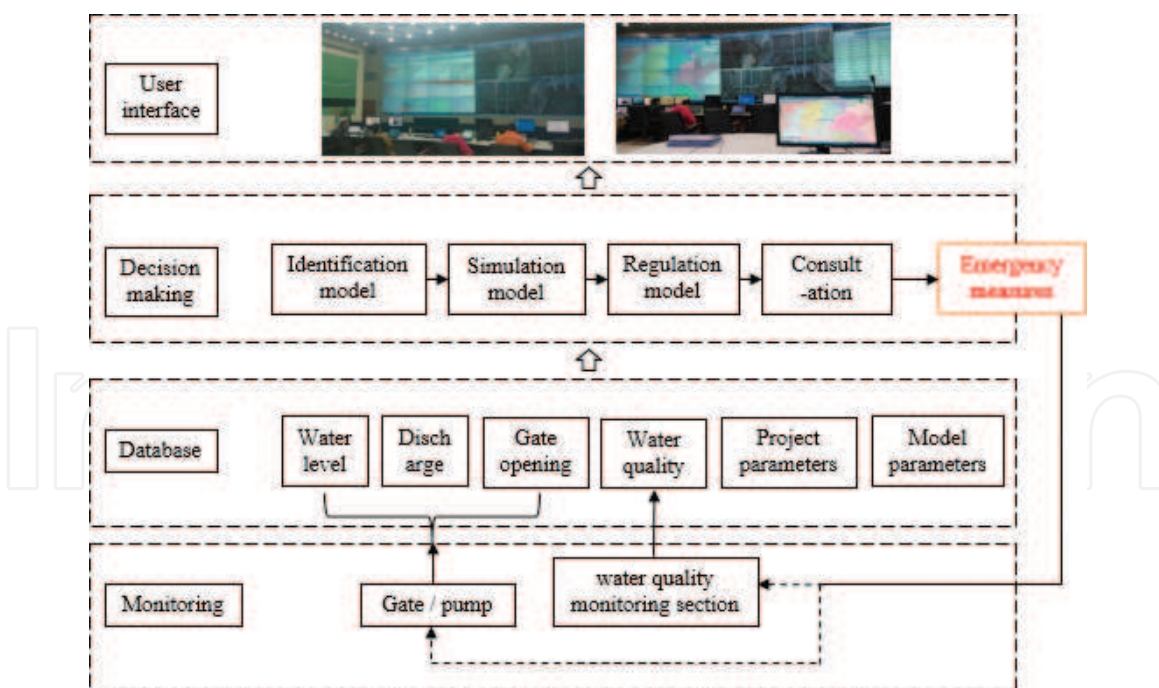 User
interface
Decision
making
Identification
model
Simulation
model
Regulation
model
Consult
-ation
Emergency
measures
Database
Water
level
Disch
arge
Gate
opening
Water
quality
Project
parameters
Model
parameters
Monitoring
Gate / pump
water quality
monitoring section